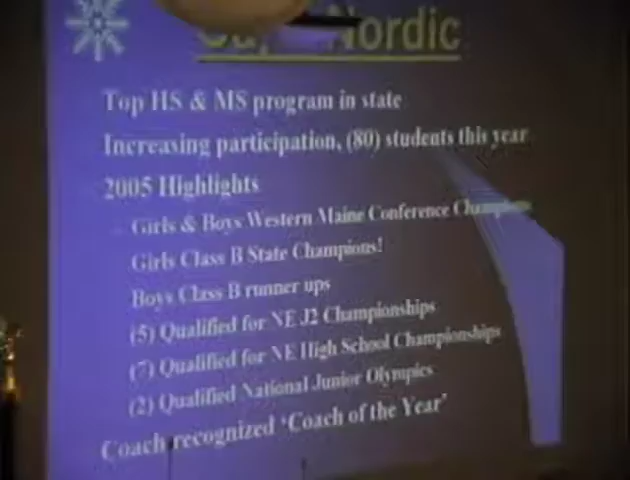 Nordic
Top HS & MS program in state
Increasing participation, (80) students this year
2005 Highlights
Girls & Boys Western Maine Conference Champions
Girls Class B State Champions!
Boys Class B runner ups
(5) Qualified for NE J2 Championships
(7) Qualified for NE High School Championships
(2) Qualified National Junior Olympics
Coach recognized ‘Coach of the Year’